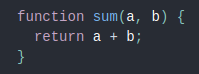 function sum(a, b) {
  return a + b;
}